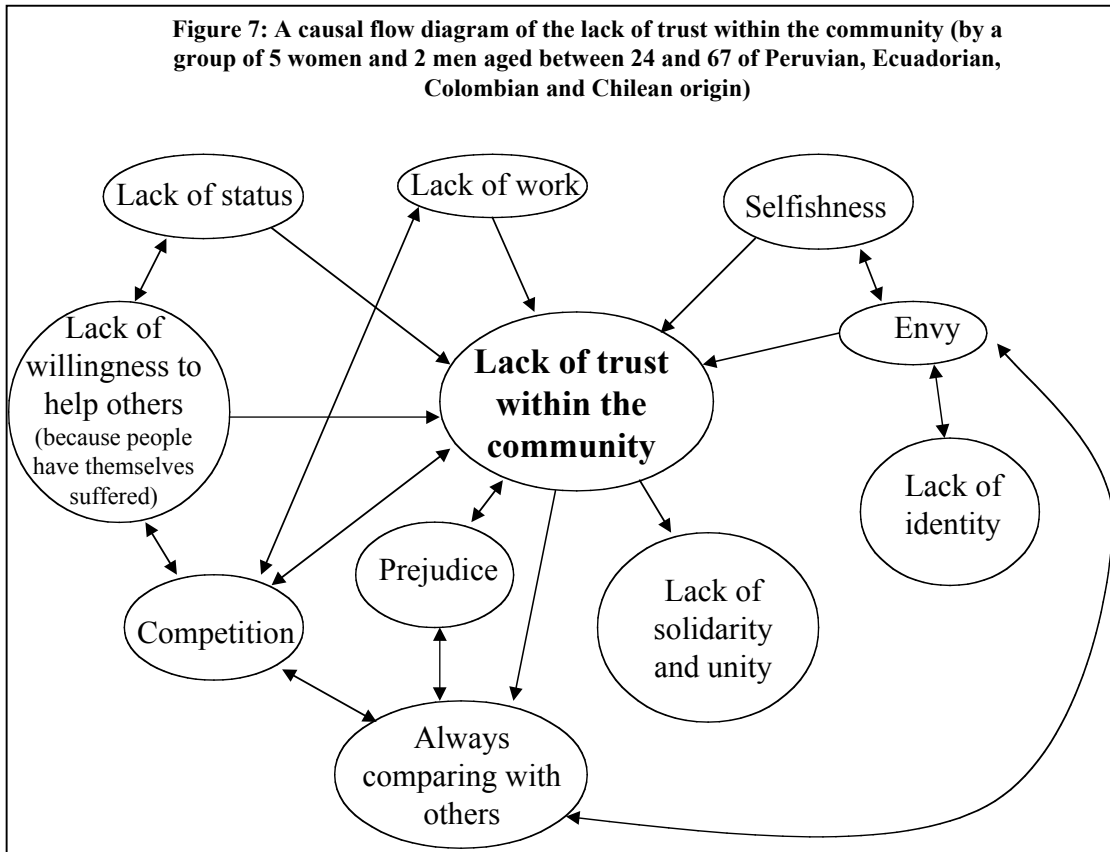 Figure 7: A causal flow diagram of the lack of trust within the community (by a
group of 5 women and 2 men aged between 24 and 67 of Peruvian, Ecuadorian,
Colombian and Chilean origin)
Lack of status
Lack of work
Selfishness
Lack of
willingness to
help others
(because people
have themselves
suffered)
Lack of trust
within the
community
Envy
Lack of
identity
Prejudice
Competition
Lack of
solidarity
and unity
Always
comparing with
others